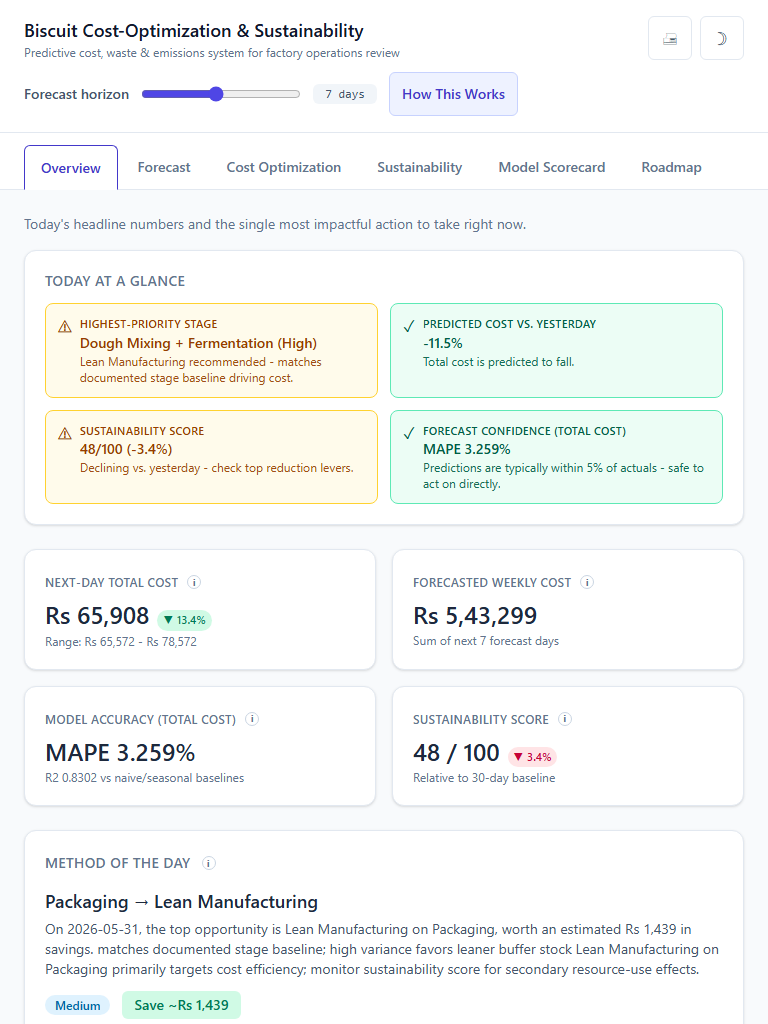 Biscuit Cost-Optimization & Sustainability
Predictive cost, waste & emissions system for factory operations review
Forecast horizon
7 days
How This Works
Overview
Forecast
Cost Optimization
Sustainability
Model Scorecard
Roadmap
Today's headline numbers and the single most impactful action to take right now.
TODAY AT A GLANCE
HIGHEST-PRIORITY STAGE
Dough Mixing + Fermentation (High)
Lean Manufacturing recommended - matches
documented stage baseline driving cost.
PREDICTED COST VS. YESTERDAY
-11.5%
Total cost is predicted to fall.
SUSTAINABILITY SCORE
48/100 (-3.4%)
Declining vs. yesterday - check top reduction levers.
FORECAST CONFIDENCE (TOTAL COST)
MAPE 3.259%
Predictions are typically within 5% of actuals - safe to
act on directly.
NEXT-DAY TOTAL COST i
Rs 65,908 ▼ 13.4%
Range: Rs 65,572 - Rs 78,572
FORECASTED WEEKLY COST i
Rs 5,43,299
Sum of next 7 forecast days
MODEL ACCURACY (TOTAL COST) i
MAPE 3.259%
R2 0.8302 vs naive/seasonal baselines
SUSTAINABILITY SCORE i
48 / 100 ▼ 3.4%
Relative to 30-day baseline
METHOD OF THE DAY i
Packaging → Lean Manufacturing
On 2026-05-31, the top opportunity is Lean Manufacturing on Packaging, worth an estimated Rs 1,439 in
savings. matches documented stage baseline; high variance favors leaner buffer stock Lean Manufacturing on
Packaging primarily targets cost efficiency; monitor sustainability score for secondary resource-use effects.
Medium
Save ~Rs 1,439